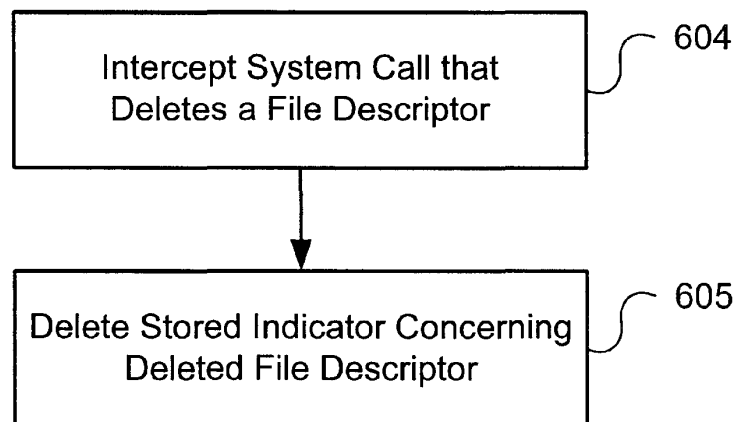 Intercept System Call that
Deletes a File Descriptor
604
Delete Stored Indicator Concerning
Deleted File Descriptor
605